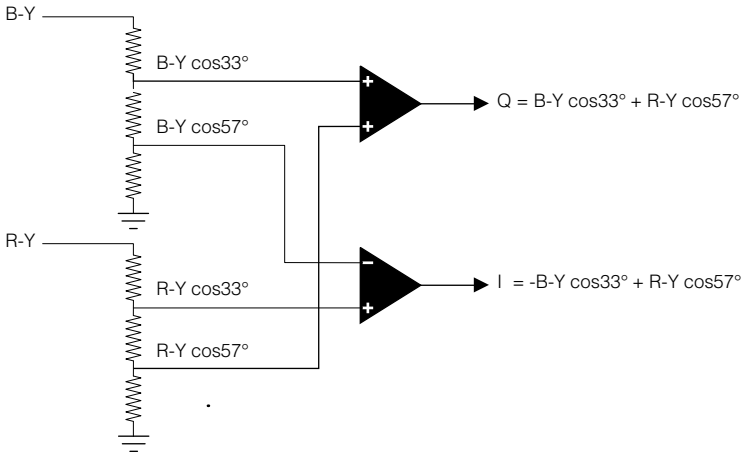 B-Y
B-Y cos33°
B-Y cos57°
+
+
Q = B-Y cos33° + R-Y cos57°
R-Y
R-Y cos33°
R-Y cos57°
−
+
I = -B-Y cos33° + R-Y cos57°